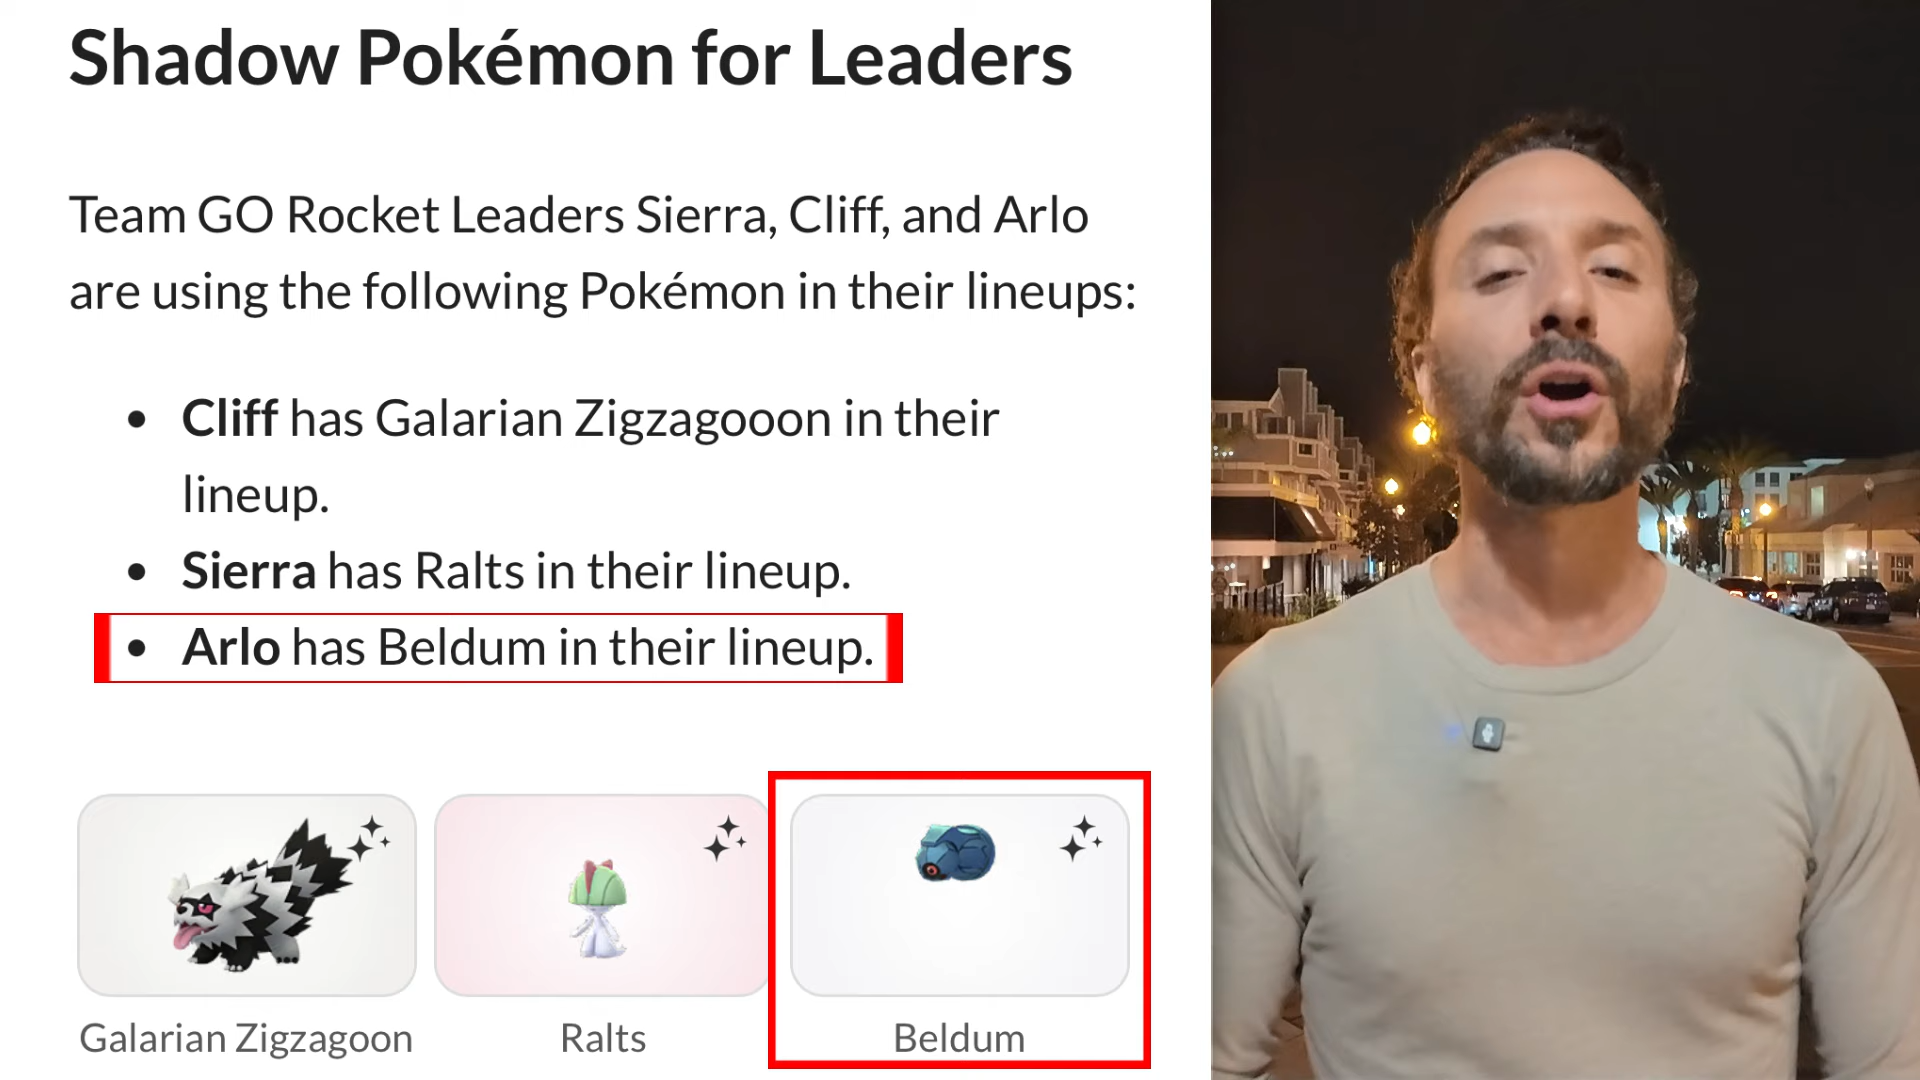 Shadow Pokémon for Leaders
Team GO Rocket Leaders Sierra, Cliff, and Arlo
are using the following Pokémon in their lineups:
• Cliff has Galarian Zigzagooon in their
lineup.
• Sierra has Ralts in their lineup.
• Arlo has Beldum in their lineup.
Galarian Zigzagoon
Ralts
Beldum